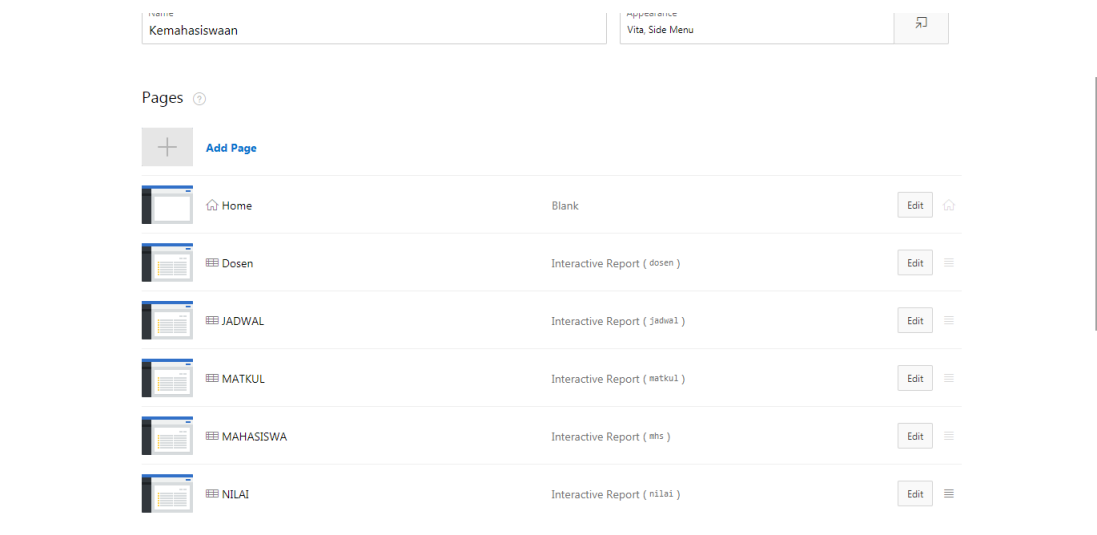 Name
Appearance
Kemahasiswaan
Vita, Side Menu
Pages ?
Add Page
Home Blank Edit
Dosen Interactive Report ( dosen ) Edit
JADWAL Interactive Report ( jadwal ) Edit
MATKUL Interactive Report ( matkul ) Edit
MAHASISWA Interactive Report ( mhs ) Edit
NILAI Interactive Report ( nilai ) Edit